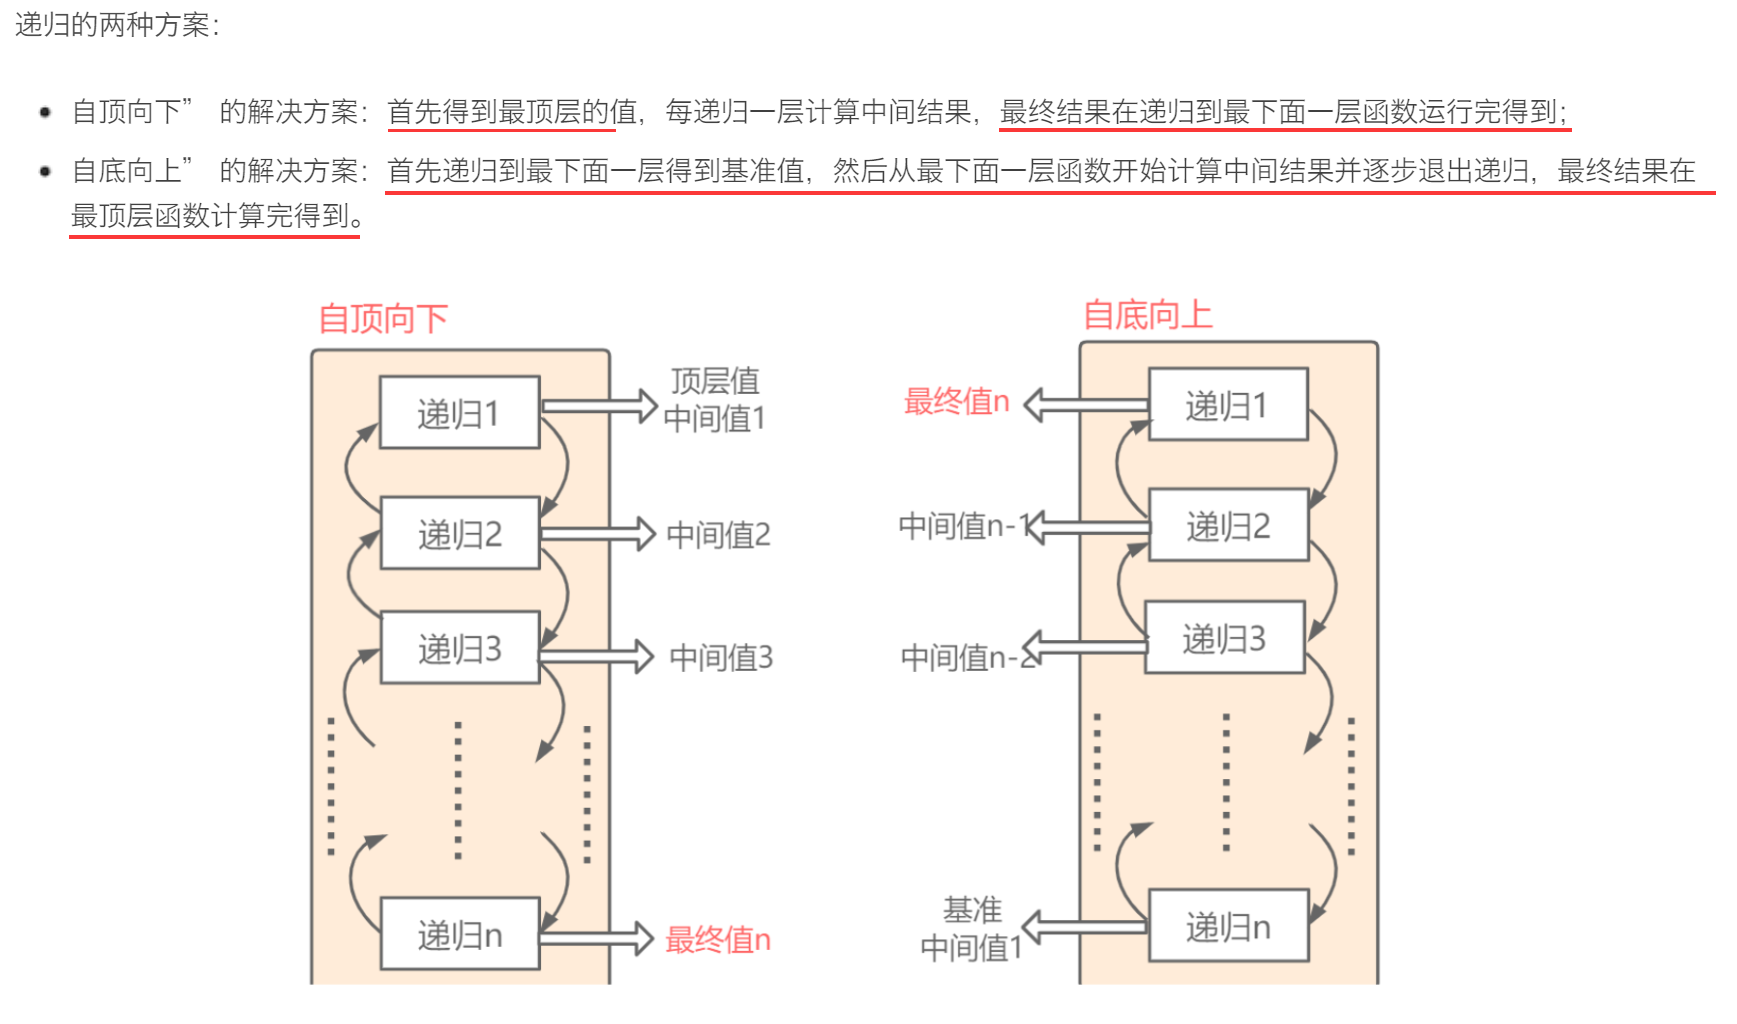 递归的两种方案：
自顶向下” 的解决方案：首先得到最顶层的值，每递归一层计算中间结果，最终结果在递归到最下面一层函数运行完得到；
自底向上” 的解决方案：首先递归到最下面一层得到基准值，然后从最下面一层函数开始计算中间结果并逐步退出递归，最终结果在
最顶层函数计算完得到。
自顶向下
递归1
顶层值
中间值1
递归2
中间值2
递归3
中间值3
递归n
最终值n
自底向上
最终值n
递归1
中间值n-1
递归2
中间值n-2
递归3
基准
中间值1
递归n